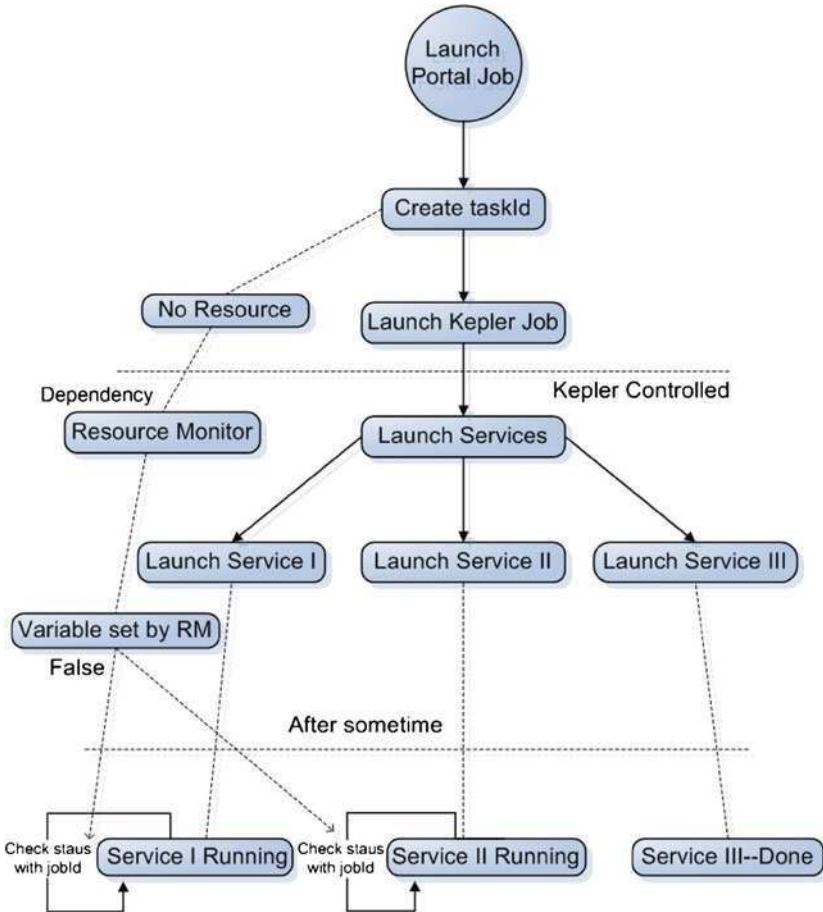 Launch
Portal Job
Create taskId
No Resource
Launch Kepler Job
Kepler Controlled
Dependency
Resource Monitor
Launch Services
Launch Service I
Launch Service II
Launch Service III
Variable set by RM
False
After sometime
Check staus
with jobId
Service I Running
Check staus
with jobId
Service II Running
Service III--Done